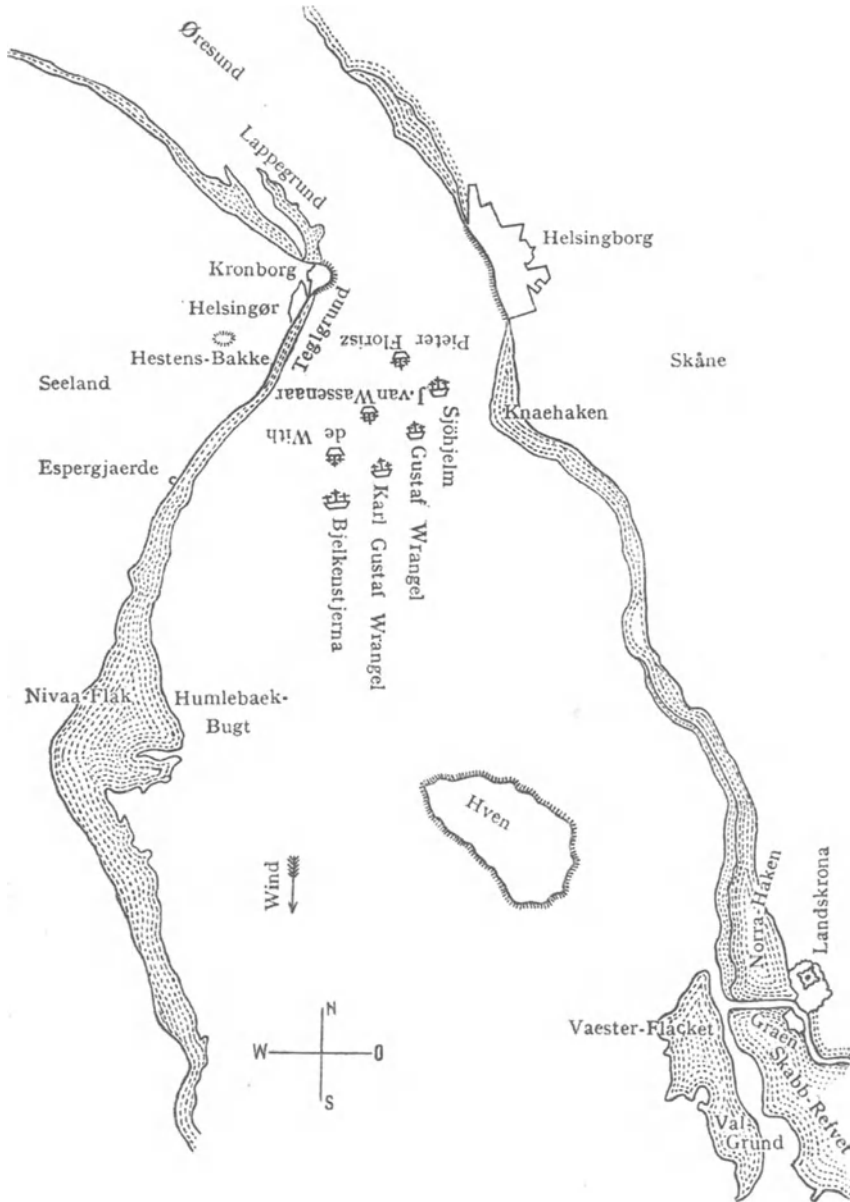 Øresund
Lappegrund
Helsingborg
Kronborg
Helsingør
Teglgrund
Pieter Florisz
Hestens-Bakke
Skåne
Seeland
J. van Wassenaar
Knaehaken
de With
Sjöhjelm
Gustaf Wrangel
Espergjaerde
Karl Gustaf Wrangel
Bjelkenstjerna
Nivaa-Flak
Humlebaek-
Bugt
Hven
Wind
Norra-Haken
Landskrona
N
W
O
S
Vaester-Flacket
Graen
Skabb-Refvet
Val-
Grund